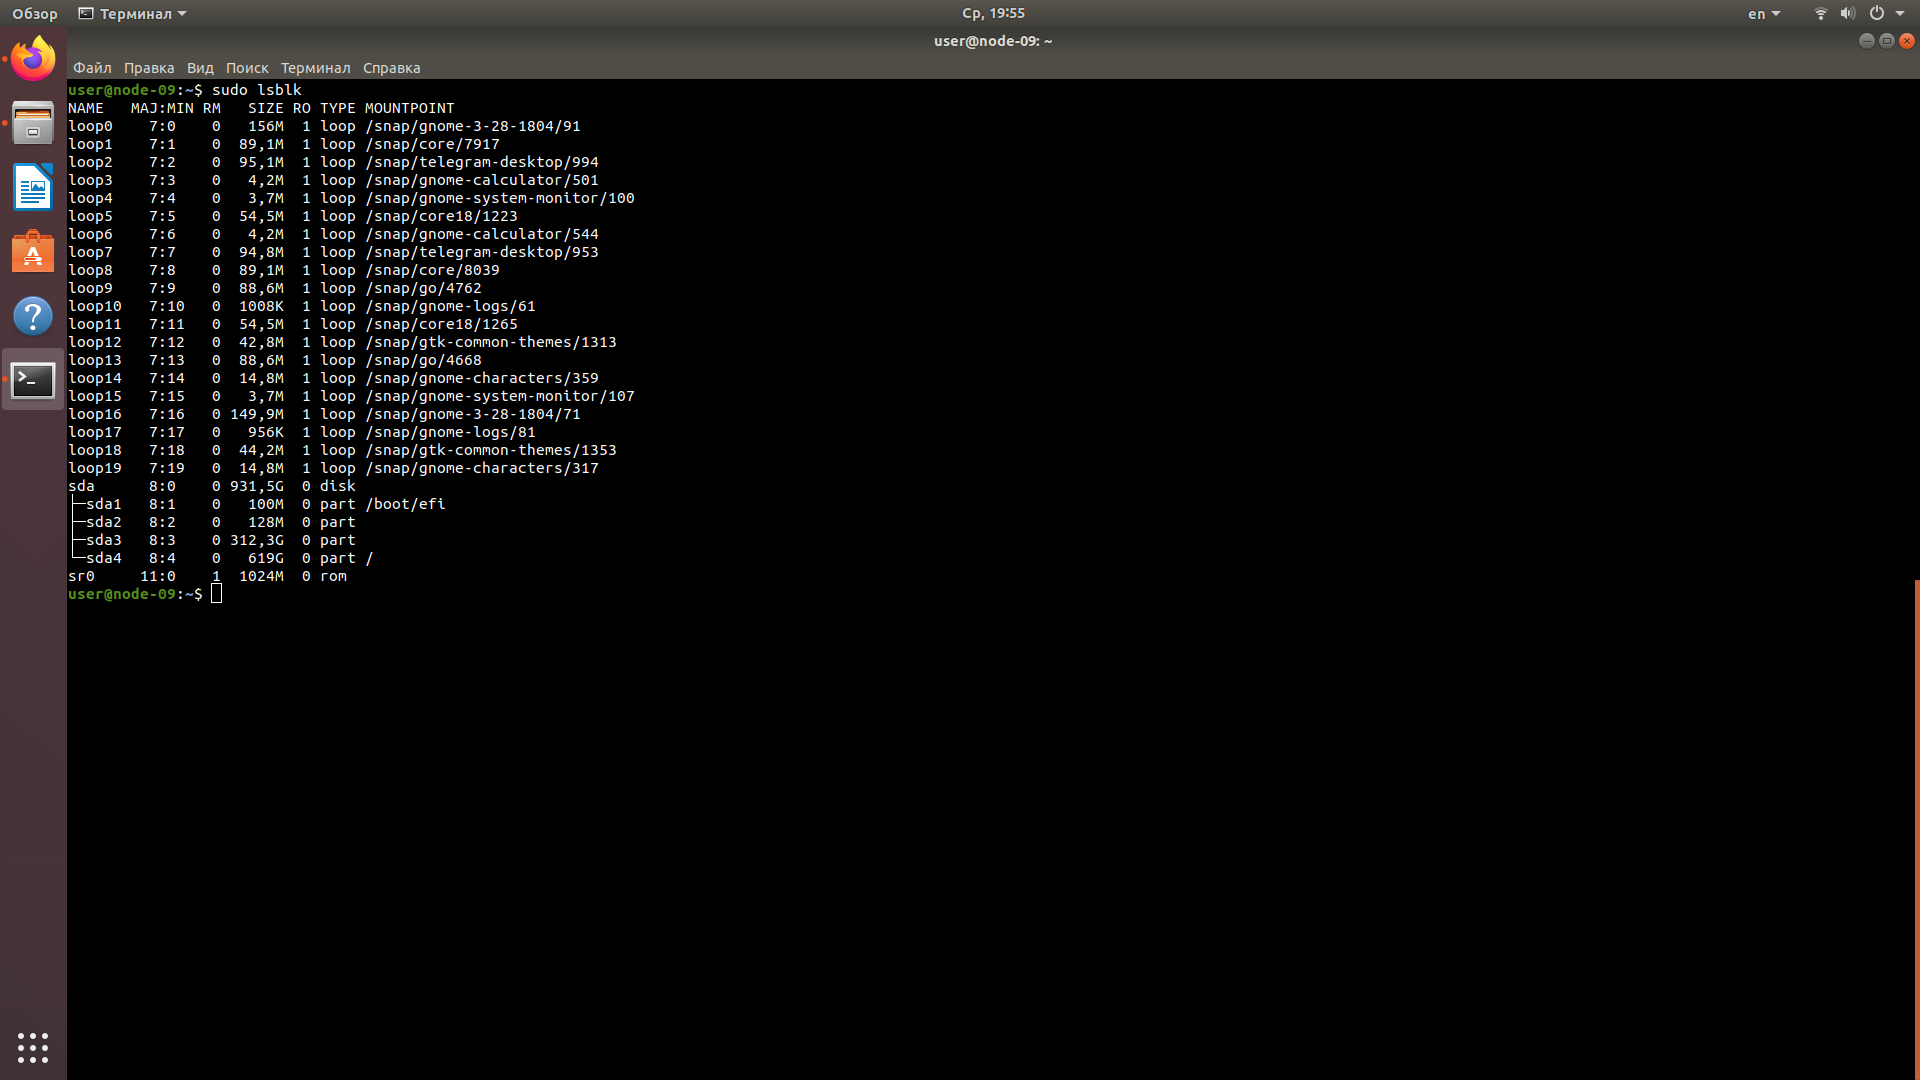 Обзор Терминал Ср, 19:55 en
user@node-09: ~
Файл Правка Вид Поиск Терминал Справка
user@node-09:~$ sudo lsblk
NAME   MAJ:MIN RM   SIZE RO TYPE MOUNTPOINT
loop0    7:0    0   156M  1 loop /snap/gnome-3-28-1804/91
loop1    7:1    0  89,1M  1 loop /snap/core/7917
loop2    7:2    0  95,1M  1 loop /snap/telegram-desktop/994
loop3    7:3    0   4,2M  1 loop /snap/gnome-calculator/501
loop4    7:4    0   3,7M  1 loop /snap/gnome-system-monitor/100
loop5    7:5    0  54,5M  1 loop /snap/core18/1223
loop6    7:6    0   4,2M  1 loop /snap/gnome-calculator/544
loop7    7:7    0  94,8M  1 loop /snap/telegram-desktop/953
loop8    7:8    0  89,1M  1 loop /snap/core/8039
loop9    7:9    0  88,6M  1 loop /snap/go/4762
loop10   7:10   0  1008K  1 loop /snap/gnome-logs/61
loop11   7:11   0  54,5M  1 loop /snap/core18/1265
loop12   7:12   0  42,8M  1 loop /snap/gtk-common-themes/1313
loop13   7:13   0  88,6M  1 loop /snap/go/4668
loop14   7:14   0  14,8M  1 loop /snap/gnome-characters/359
loop15   7:15   0   3,7M  1 loop /snap/gnome-system-monitor/107
loop16   7:16   0 149,9M  1 loop /snap/gnome-3-28-1804/71
loop17   7:17   0   956K  1 loop /snap/gnome-logs/81
loop18   7:18   0  44,2M  1 loop /snap/gtk-common-themes/1353
loop19   7:19   0  14,8M  1 loop /snap/gnome-characters/317
sda      8:0    0 931,5G  0 disk
├─sda1   8:1    0   100M  0 part /boot/efi
├─sda2   8:2    0   128M  0 part
├─sda3   8:3    0 312,3G  0 part
└─sda4   8:4    0   619G  0 part /
sr0     11:0    1  1024M  0 rom
user@node-09:~$